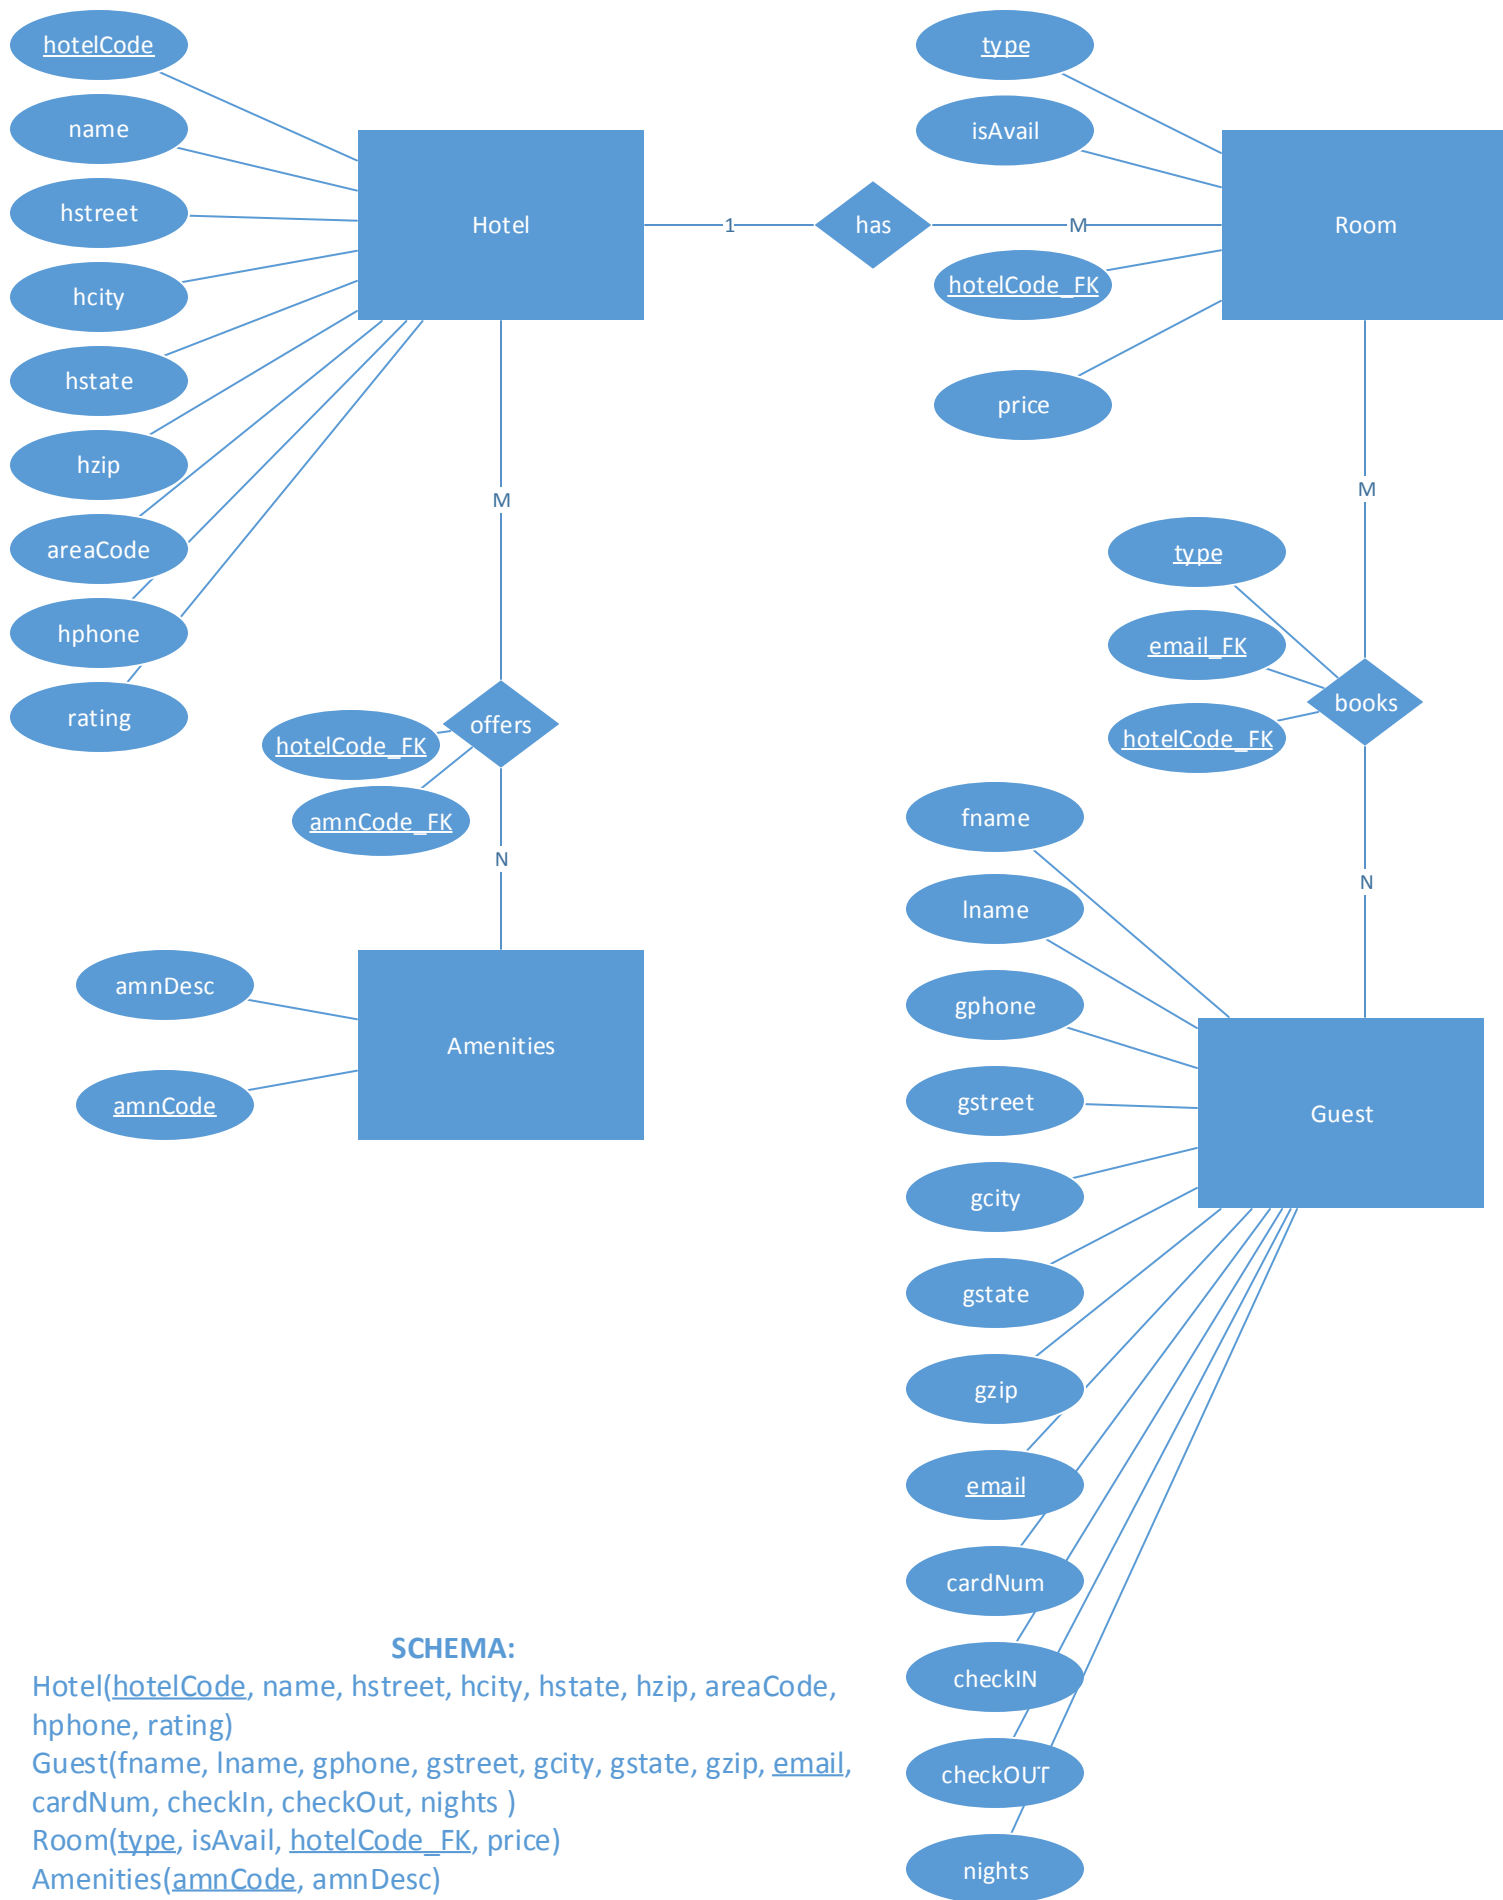 hotelCode
name
hstreet
hcity
hstate
hzip
areaCode
hphone
rating
Hotel
1
has
M
type
isAvail
hotelCode_FK
price
Room
M
offers
hotelCode_FK
amnCode_FK
N
amnDesc
amnCode
Amenities
M
type
email_FK
hotelCode_FK
books
N
fname
lname
gphone
gstreet
gcity
gstate
gzip
email
cardNum
checkIN
checkOUT
nights
Guest
SCHEMA:
Hotel(hotelCode, name, hstreet, hcity, hstate, hzip, areaCode,
hphone, rating)
Guest(fname, lname, gphone, gstreet, gcity, gstate, gzip, email,
cardNum, checkIn, checkOut, nights )
Room(type, isAvail, hotelCode_FK, price)
Amenities(amnCode, amnDesc)